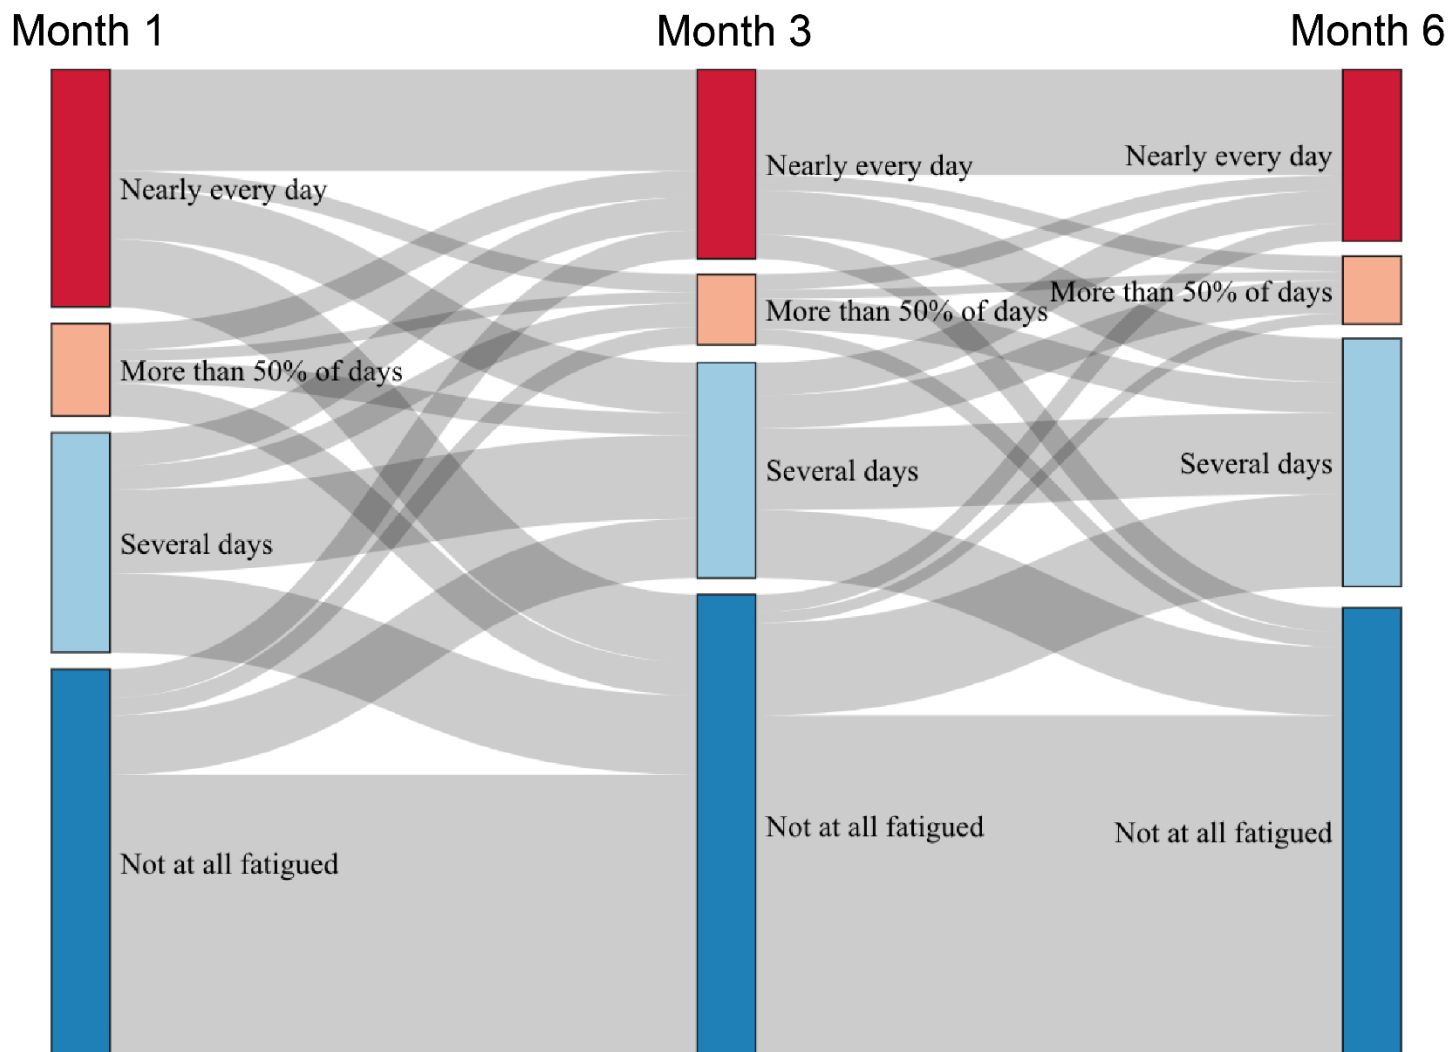 Month 1
Month 3
Month 6
Nearly every day
More than 50% of days
Several days
Not at all fatigued
Nearly every day
More than 50% of days
Several days
Not at all fatigued
Nearly every day
More than 50% of days
Several days
Not at all fatigued